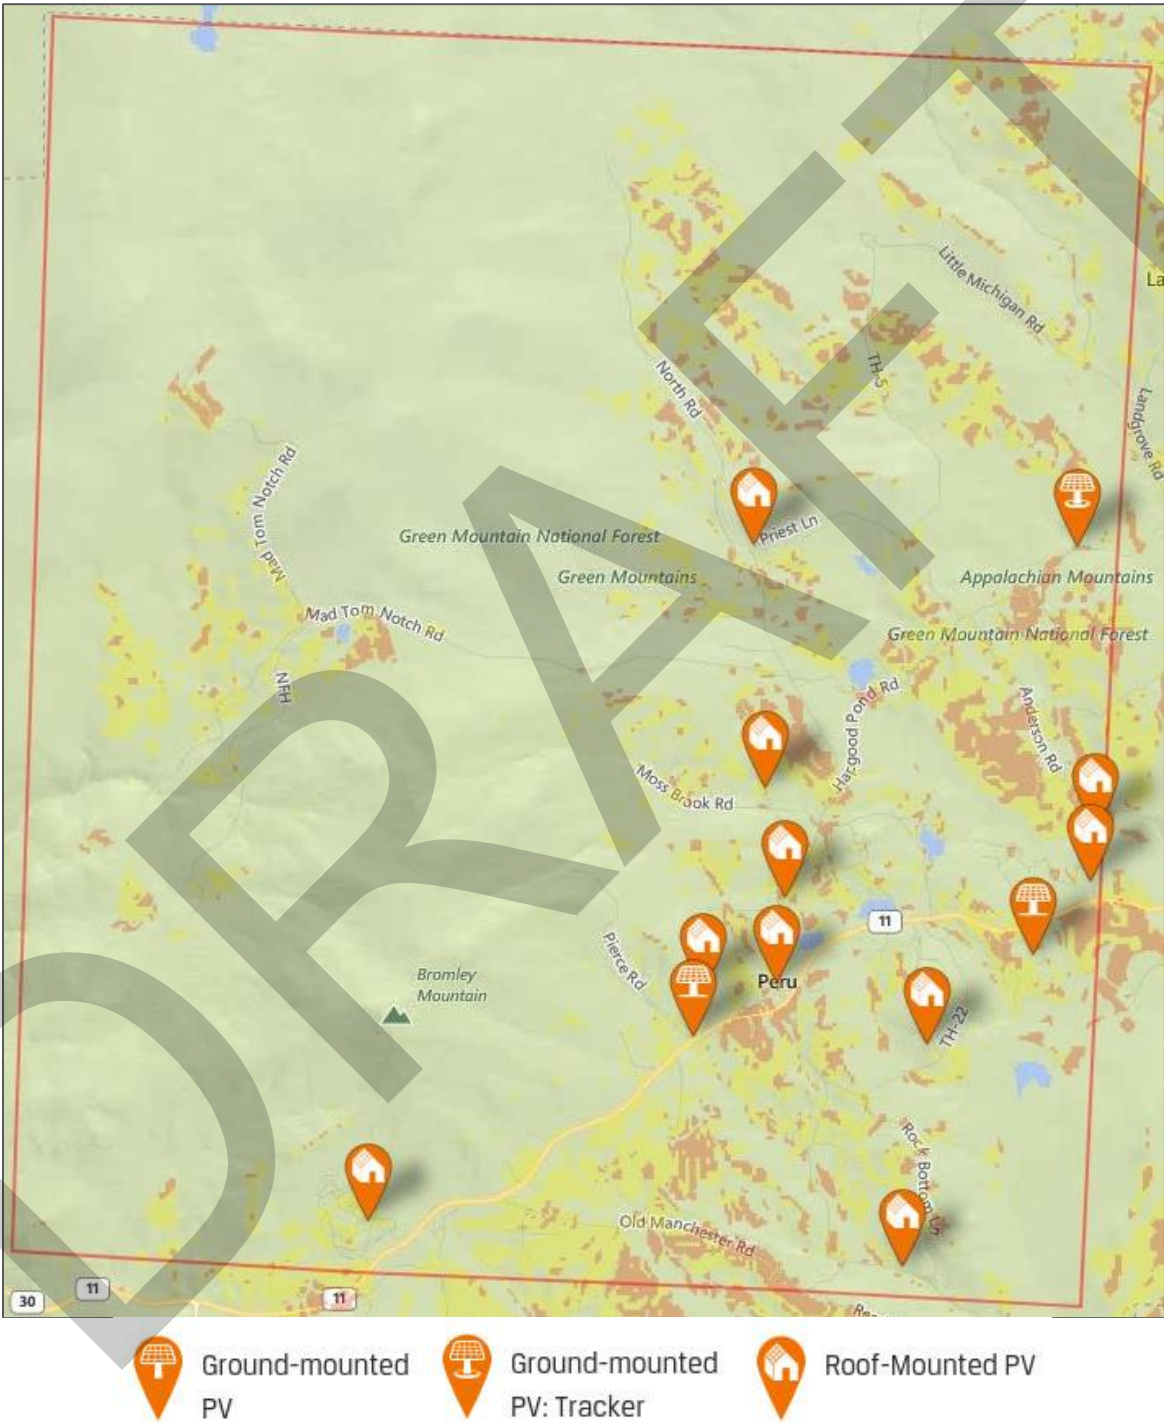 Little Michigan Rd
La
North Rd
TH-5
Landgrove Rd
Mad Tom Notch Rd
Priest Ln
Green Mountain National Forest
Green Mountains
Appalachian Mountains
Mad Tom Notch Rd
Green Mountain National Forest
NFH
Hapgood Pond Rd
Anderson Rd
Moss Brook Rd
11
Pierce Rd
Bromley
Mountain
Peru
TH-22
Rock Bottom Ln
Old Manchester Rd
11
30
11
DRAFT
Ground-mounted
PV
Ground-mounted
PV: Tracker
Roof-Mounted PV